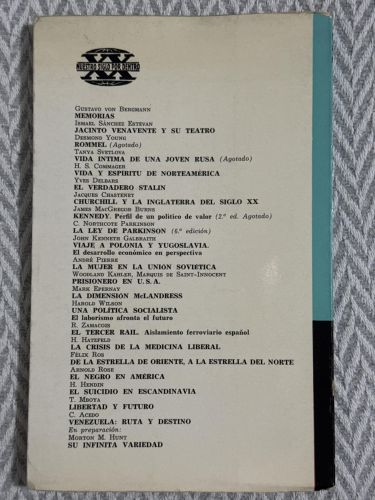 XX
NUESTRO SIGLO POR DENTRO
Gustavo von Bergmann
MEMORIAS
Ismael Sánchez Estevan
JACINTO VENAVENTE Y SU TEATRO
Desmond Young
ROMMEL (Agotado)
Tanya Svetlova
VIDA INTIMA DE UNA JOVEN RUSA (Agotado)
H. S. Commager
VIDA Y ESPIRITU DE NORTEAMÉRICA
Yves Delbars
EL VERDADERO STALIN
Jacques Chastenet
CHURCHILL Y LA INGLATERRA DEL SIGLO XX
James MacGregor Burns
KENNEDY. Perfil de un político de valor (2.ª ed. Agotado)
C. Northcote Parkinson
LA LEY DE PARKINSON (6.ª edición)
John Kenneth Galbraith
VIAJE A POLONIA Y YUGOSLAVIA.
El desarrollo económico en perspectiva
André Pierre
LA MUJER EN LA UNION SOVIETICA
Woodland Kahler, Marquis de Saint-Innocent
PRISIONERO EN U.S.A.
Mark Epernay
LA DIMENSIÓN McLANDRESS
Harold Wilson
UNA POLÍTICA SOCIALISTA
El laborismo afronta el futuro
R. Zamacois
EL TERCER RAIL. Aislamiento ferroviario español
H. Hatzfeld
LA CRISIS DE LA MEDICINA LIBERAL
Félix Ros
DE LA ESTRELLA DE ORIENTE, A LA ESTRELLA DEL NORTE
Arnold Rose
EL NEGRO EN AMÉRICA
H. Hendin
EL SUICIDIO EN ESCANDINAVIA
T. Mboya
LIBERTAD Y FUTURO
C. Acedo
VENEZUELA: RUTA Y DESTINO
En preparación:
Morton M. Hunt
SU INFINITA VARIEDAD